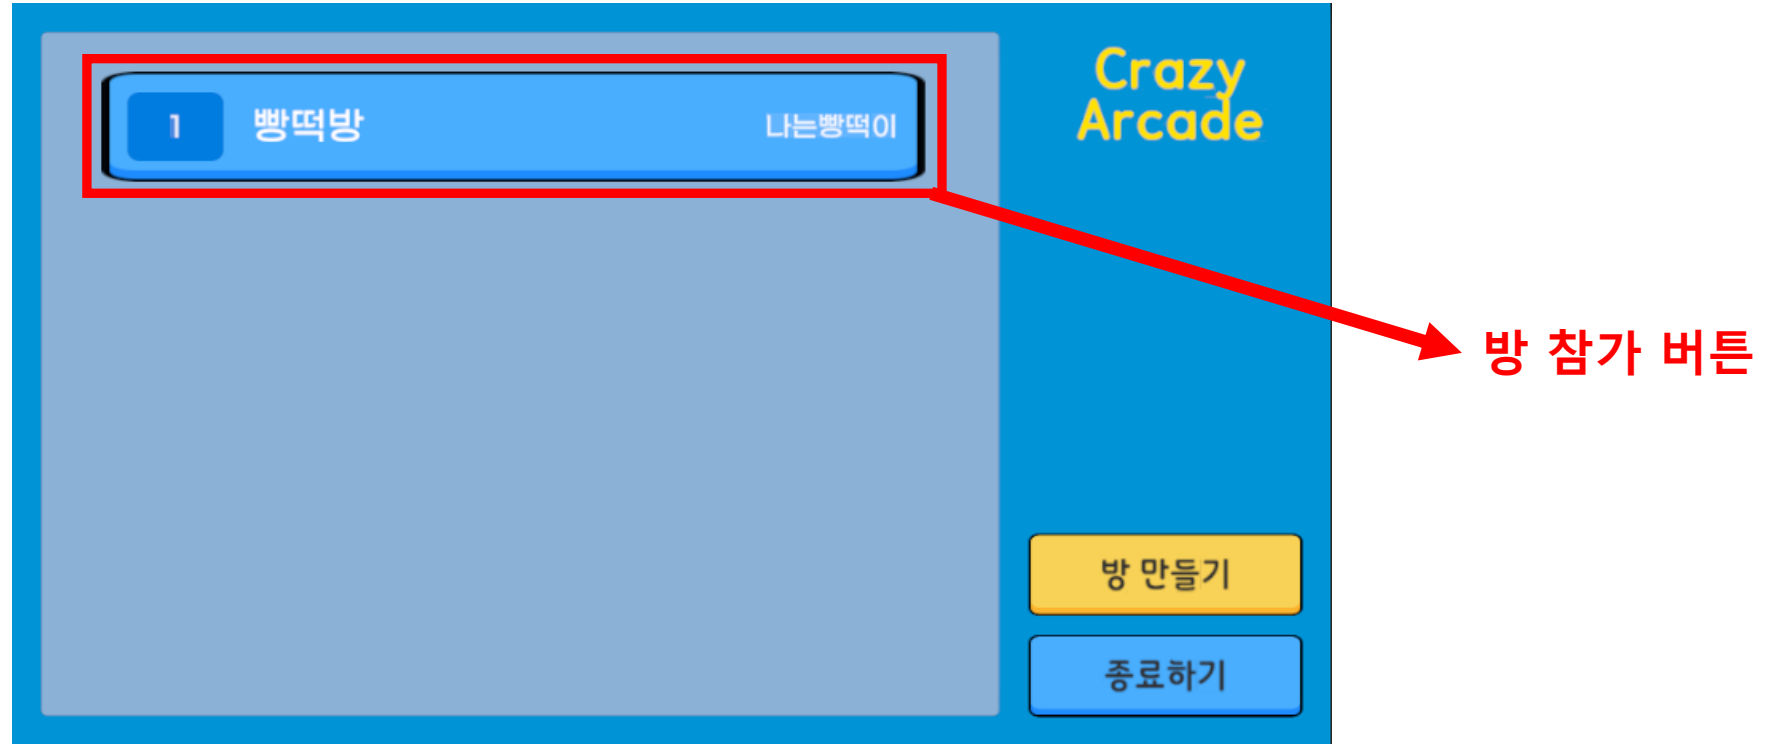 1 빵떡방 나는빵떡이
Crazy
Arcade
방 참가 버튼
방 만들기
종료하기